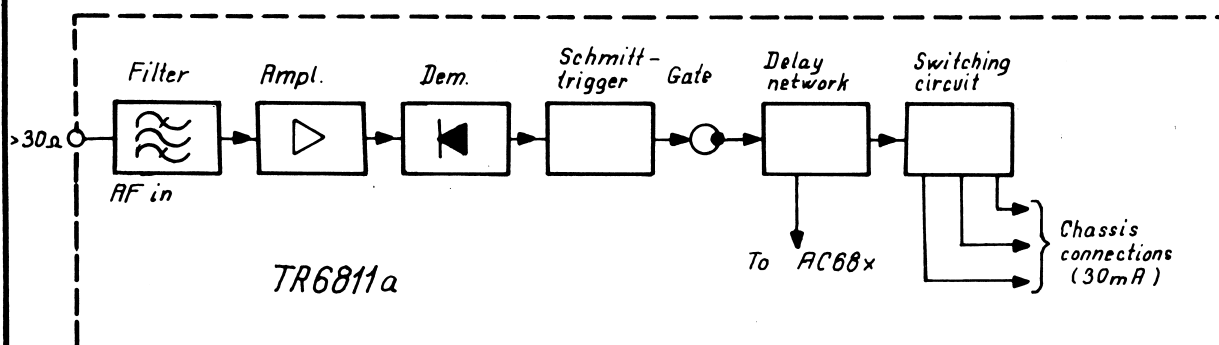 Filter
Ampl.
Dem.
Schmitt-
trigger
Gate
Delay
network
Switching
circuit
>30Ω
AF in
To AC68x
Chassis
connections
(30mA)
TR6811a